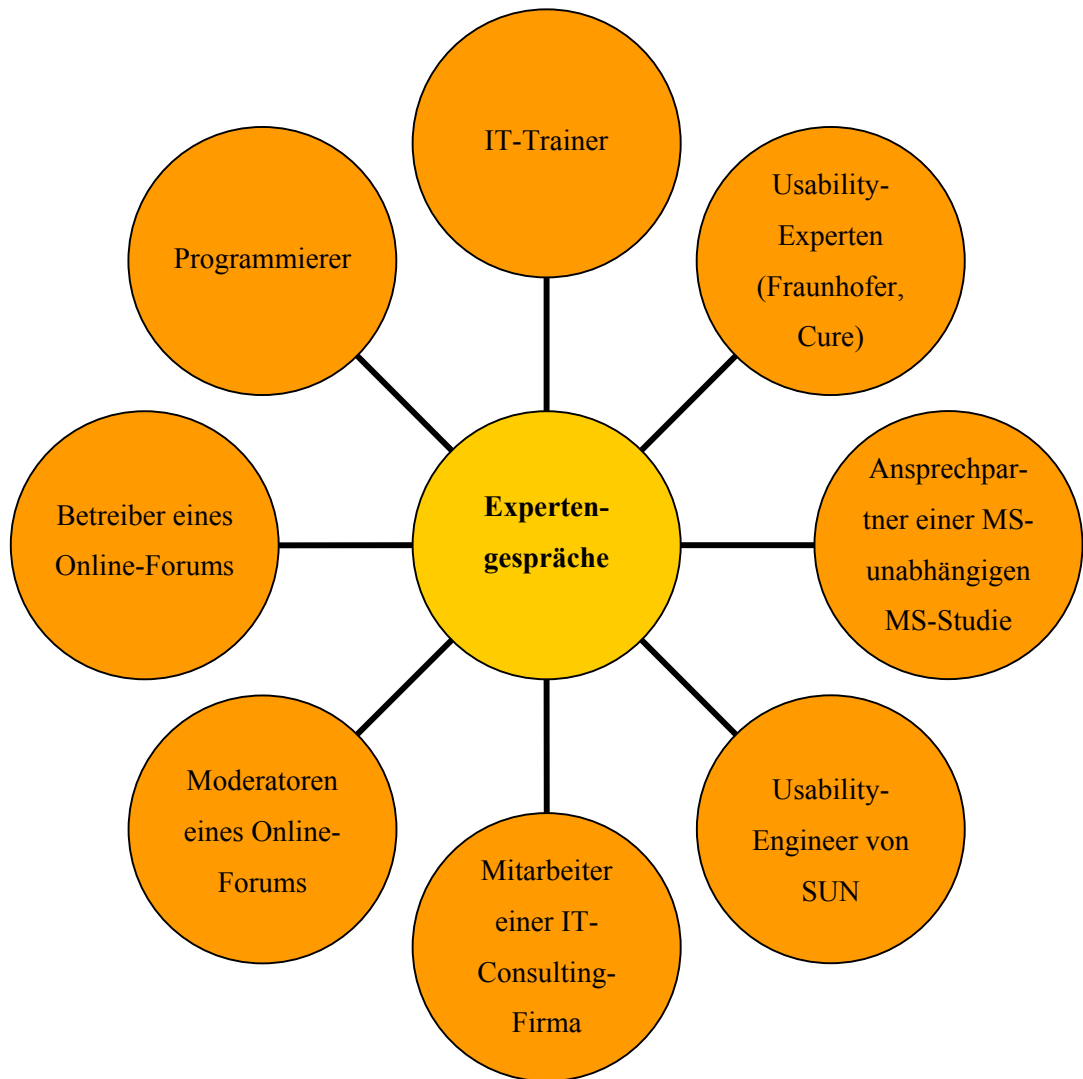 IT-Trainer
Usability-
Experten
(Fraunhofer,
Cure)
Ansprechpar-
tner einer MS-
unabhängigen
MS-Studie
Usability-
Engineer von
SUN
Mitarbeiter
einer IT-
Consulting-
Firma
Moderatoren
eines Online-
Forums
Betreiber eines
Online-Forums
Programmierer
Experten-
gespräche